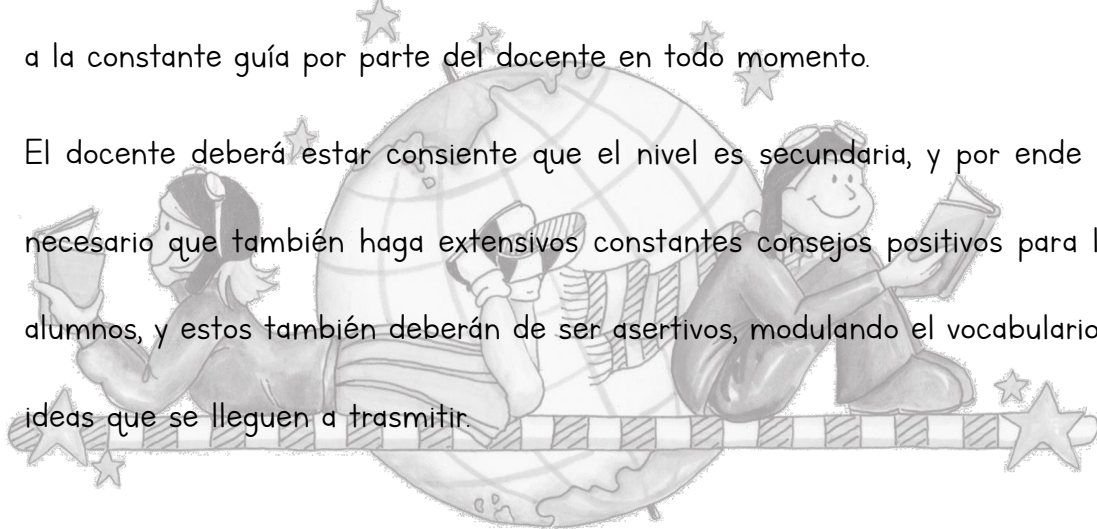 a la constante guía por parte del docente en todo momento.
El docente deberá estar consiente que el nivel es secundaria, y por ende
necesario que también haga extensivos constantes consejos positivos para
alumnos, y estos también deberán de ser asertivos, modulando el vocabulario
ideas que se lleguen a trasmitir.